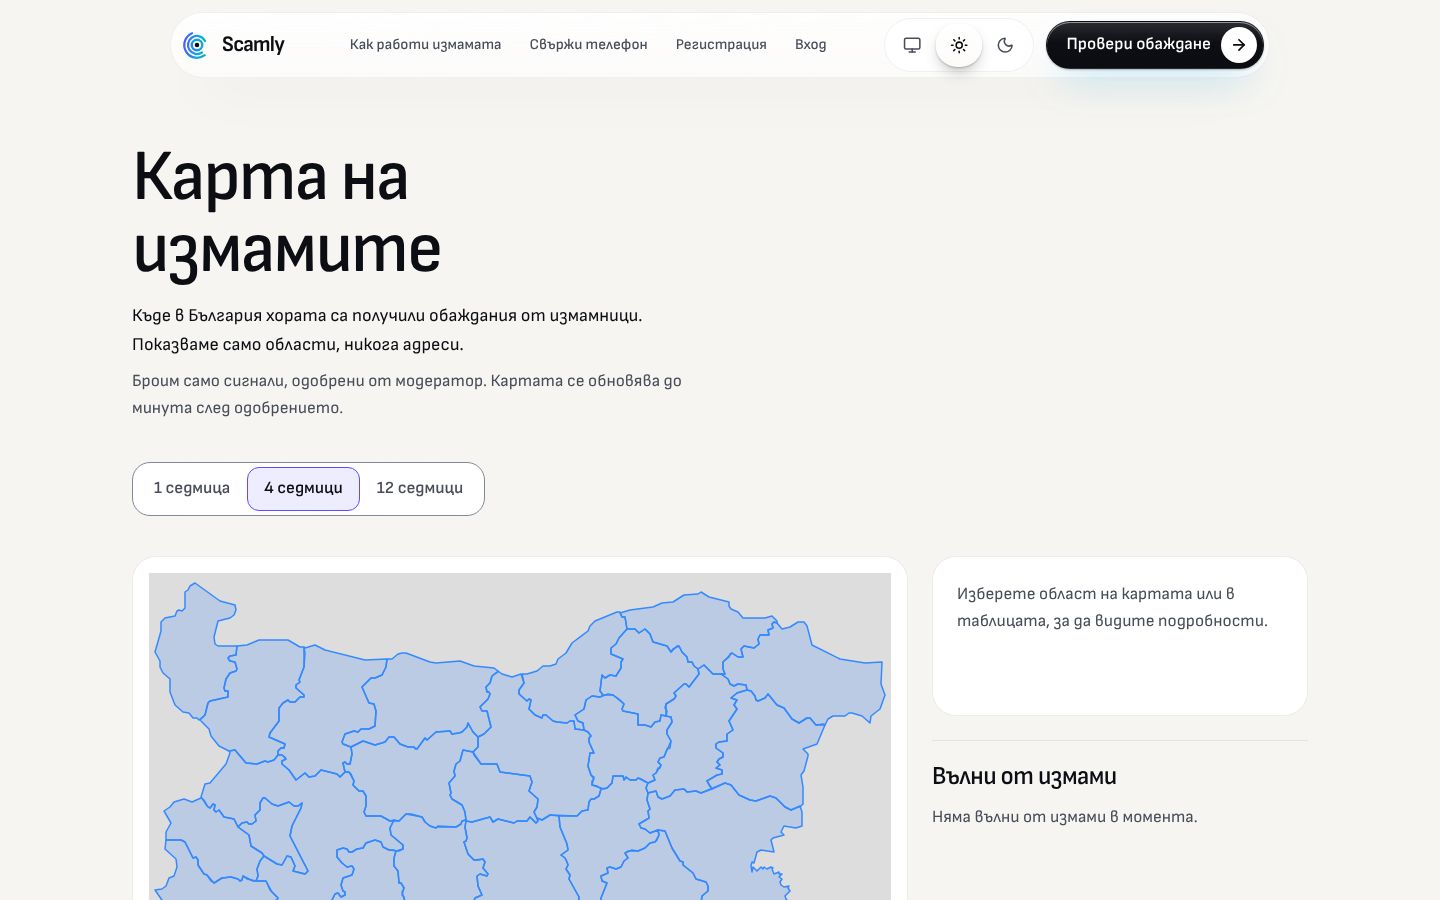 Scamly
Как работи измамата
Свържи телефон
Регистрация
Вход
Провери обаждане
Карта на
измамите
Къде в България хората са получили обаждания от измамници.
Показваме само области, никога адреси.
Броим само сигнали, одобрени от модератор. Картата се обновява до
минута след одобрението.
1 седмица
4 седмици
12 седмици
Изберете област на картата или в
таблицата, за да видите подробности.
Вълни от измами
Няма вълни от измами в момента.